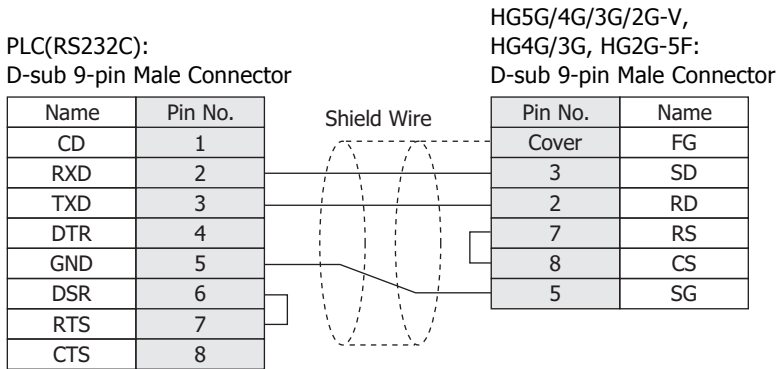 PLC(RS232C):
D-sub 9-pin Male Connector
HG5G/4G/3G/2G-V,
HG4G/3G, HG2G-5F:
D-sub 9-pin Male Connector
Name Pin No.
CD 1
RXD 2
TXD 3
DTR 4
GND 5
DSR 6
RTS 7
CTS 8
Shield Wire
Pin No. Name
Cover FG
3 SD
2 RD
7 RS
8 CS
5 SG